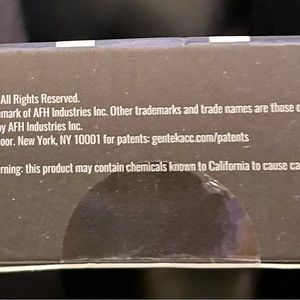 All Rights Reserved.
emark of AFH Industries Inc. Other trademarks and trade names are those o
by AFH Industries Inc.
oor. New York, NY 10001 for patents: gentekacc.com/patents
rning: this product may contain chemicals known to California to cause ca